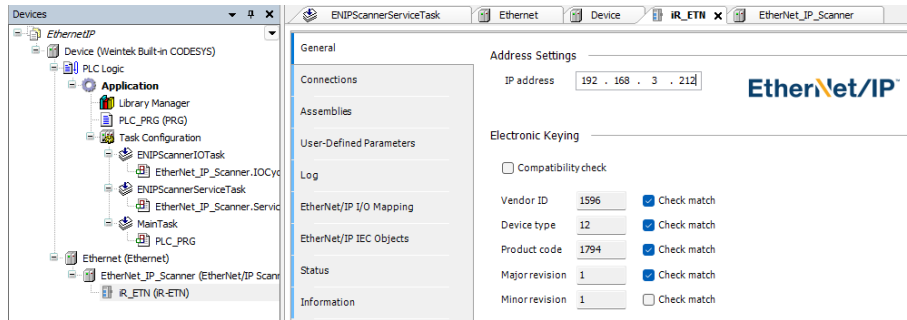 Devices
EthernetIP
Device (Weintek Built-in CODESYS)
PLC Logic
Application
Library Manager
PLC_PRG (PRG)
Task Configuration
ENIPScannerIOTask
EtherNet_IP_Scanner.IOCyc
ENIPScannerServiceTask
EtherNet_IP_Scanner.Servic
MainTask
PLC_PRG
Ethernet (Ethernet)
EtherNet_IP_Scanner (EtherNet/IP Scanr
iR_ETN (iR-ETN)
ENIPScannerServiceTask Ethernet Device iR_ETN EtherNet_IP_Scanner
General
Connections
Assemblies
User-Defined Parameters
Log
EtherNet/IP I/O Mapping
EtherNet/IP IEC Objects
Status
Information
Address Settings
IP address 192 . 168 . 3 . 212
EtherNet/IP™
Electronic Keying
Compatibility check
Vendor ID 1596 Check match
Device type 12 Check match
Product code 1794 Check match
Major revision 1 Check match
Minor revision 1 Check match